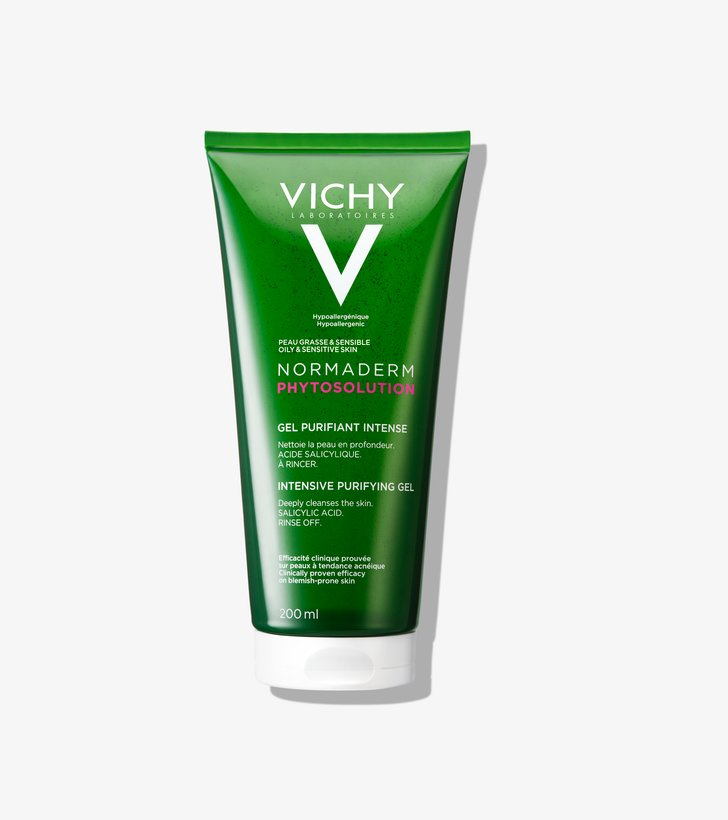 VICHY
LABORATOIRES
V
Hypoallergénique
Hypoallergenic
PEAU GRASSE & SENSIBLE
OILY & SENSITIVE SKIN
NORMADERM
PHYTOSOLUTION
GEL PURIFIANT INTENSE
Nettoie la peau en profondeur.
ACIDE SALICYLIQUE.
À RINCER.
INTENSIVE PURIFYING GEL
Deeply cleanses the skin.
SALICYLIC ACID.
RINSE OFF.
Efficacité clinique prouvée
sur peaux à tendance acnéique
Clinically proven efficacy
on blemish-prone skin
200 ml